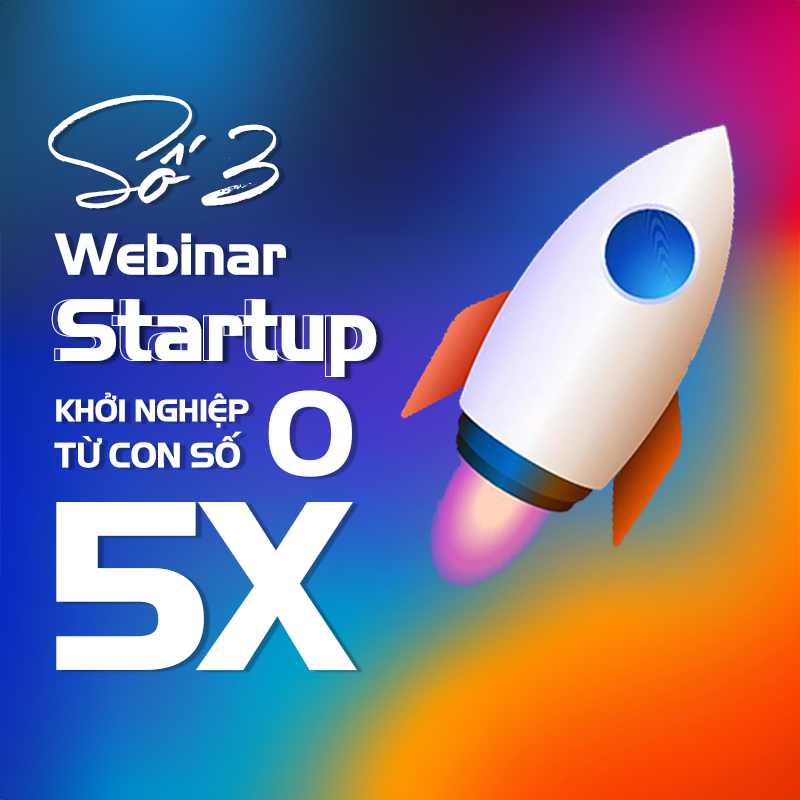 Số 3
Webinar
Startup
KHỞI NGHIỆP
TỪ CON SỐ 0
5X